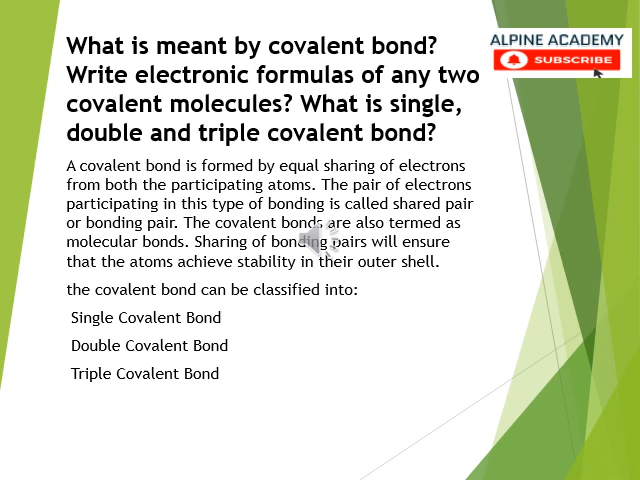 What is meant by covalent bond?
Write electronic formulas of any two
covalent molecules? What is single,
double and triple covalent bond?
ALPINE ACADEMY
SUBSCRIBE
A covalent bond is formed by equal sharing of electrons
from both the participating atoms. The pair of electrons
participating in this type of bonding is called shared pair
or bonding pair. The covalent bonds are also termed as
molecular bonds. Sharing of bonding pairs will ensure
that the atoms achieve stability in their outer shell.
the covalent bond can be classified into:
Single Covalent Bond
Double Covalent Bond
Triple Covalent Bond